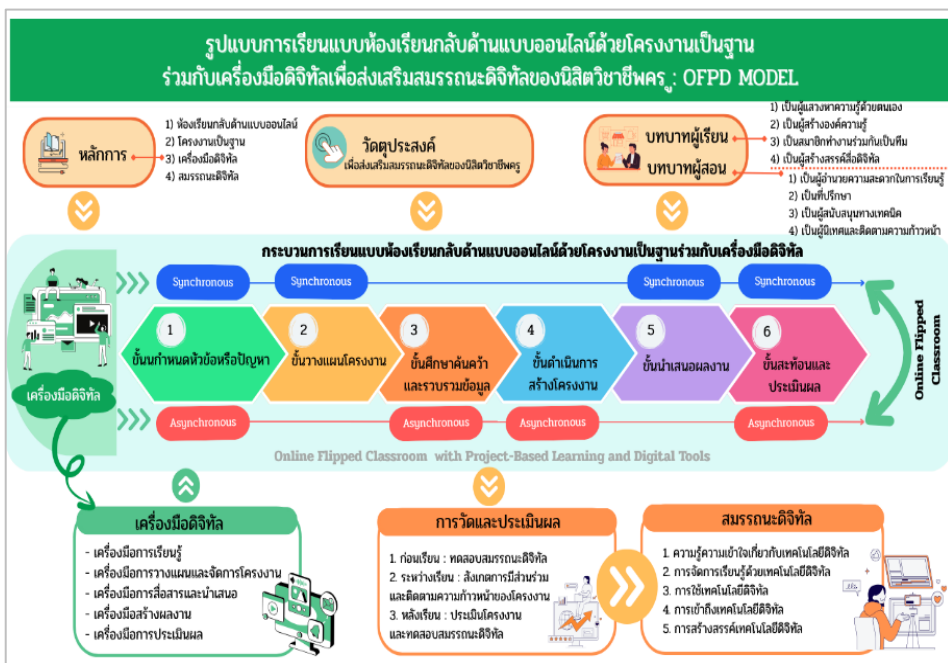 รูปแบบการเรียนแบบห้องเรียนกลับด้านแบบออนไลน์ด้วยโครงงานเป็นฐาน
ร่วมกับเครื่องมือดิจิทัลเพื่อส่งเสริมสมรรถนะดิจิทัลของนิสิตวิชาชีพครู : OFPD MODEL
หลักการ
1) ห้องเรียนกลับด้านแบบออนไลน์
2) โครงงานเป็นฐาน
3) เครื่องมือดิจิทัล
4) สมรรถนะดิจิทัล
วัตถุประสงค์
เพื่อส่งเสริมสมรรถนะดิจิทัลของนิสิตวิชาชีพครู
บทบาทผู้เรียน
บทบาทผู้สอน
1) เป็นผู้แสวงหาความรู้ด้วยตนเอง
2) เป็นผู้สร้างองค์ความรู้
3) เป็นสมาชิกทำงานร่วมกันเป็นทีม
4) เป็นผู้สร้างสรรค์สื่อดิจิทัล
1) เป็นผู้อำนวยความสะดวกในการเรียนรู้
2) เป็นที่ปรึกษา
3) เป็นผู้สนับสนุนทางเทคนิค
4) เป็นผู้นิเทศและติดตามความก้าวหน้า
กระบวนการเรียนแบบห้องเรียนกลับด้านแบบออนไลน์ด้วยโครงงานเป็นฐานร่วมกับเครื่องมือดิจิทัล
Synchronous
Synchronous
Synchronous
Synchronous
1
ขั้นนกำหนดหัวข้อหรือปัญหา
2
ขั้นวางแผนโครงงาน
3
ขั้นศึกษาค้นคว้า
และรวบรวมข้อมูล
4
ขั้นดำเนินการ
สร้างโครงงาน
5
ขั้นนำเสนอผลงาน
6
ขั้นสะท้อนและ
ประเมินผล
เครื่องมือดิจิทัล
Asynchronous
Asynchronous
Asynchronous
Asynchronous
Online Flipped
Classroom
Online Flipped Classroom with Project-Based Learning and Digital Tools
เครื่องมือดิจิทัล
- เครื่องมือการเรียนรู้
- เครื่องมือการวางแผนและจัดการโครงงาน
- เครื่องมือการสื่อสารและนำเสนอ
- เครื่องมือสร้างผลงาน
- เครื่องมือการประเมินผล
การวัดและประเมินผล
1. ก่อนเรียน : ทดสอบสมรรถนะดิจิทัล
2. ระหว่างเรียน : สังเกตการมีส่วนร่วม
และติดตามความก้าวหน้าของโครงงาน
3. หลังเรียน : ประเมินโครงงาน
และทดสอบสมรรถนะดิจิทัล
สมรรถนะดิจิทัล
1. ความรู้ความเข้าใจเกี่ยวกับเทคโนโลยีดิจิทัล
2. การจัดการเรียนรู้ด้วยเทคโนโลยีดิจิทัล
3. การใช้เทคโนโลยีดิจิทัล
4. การเข้าถึงเทคโนโลยีดิจิทัล
5. การสร้างสรรค์เทคโนโลยีดิจิทัล